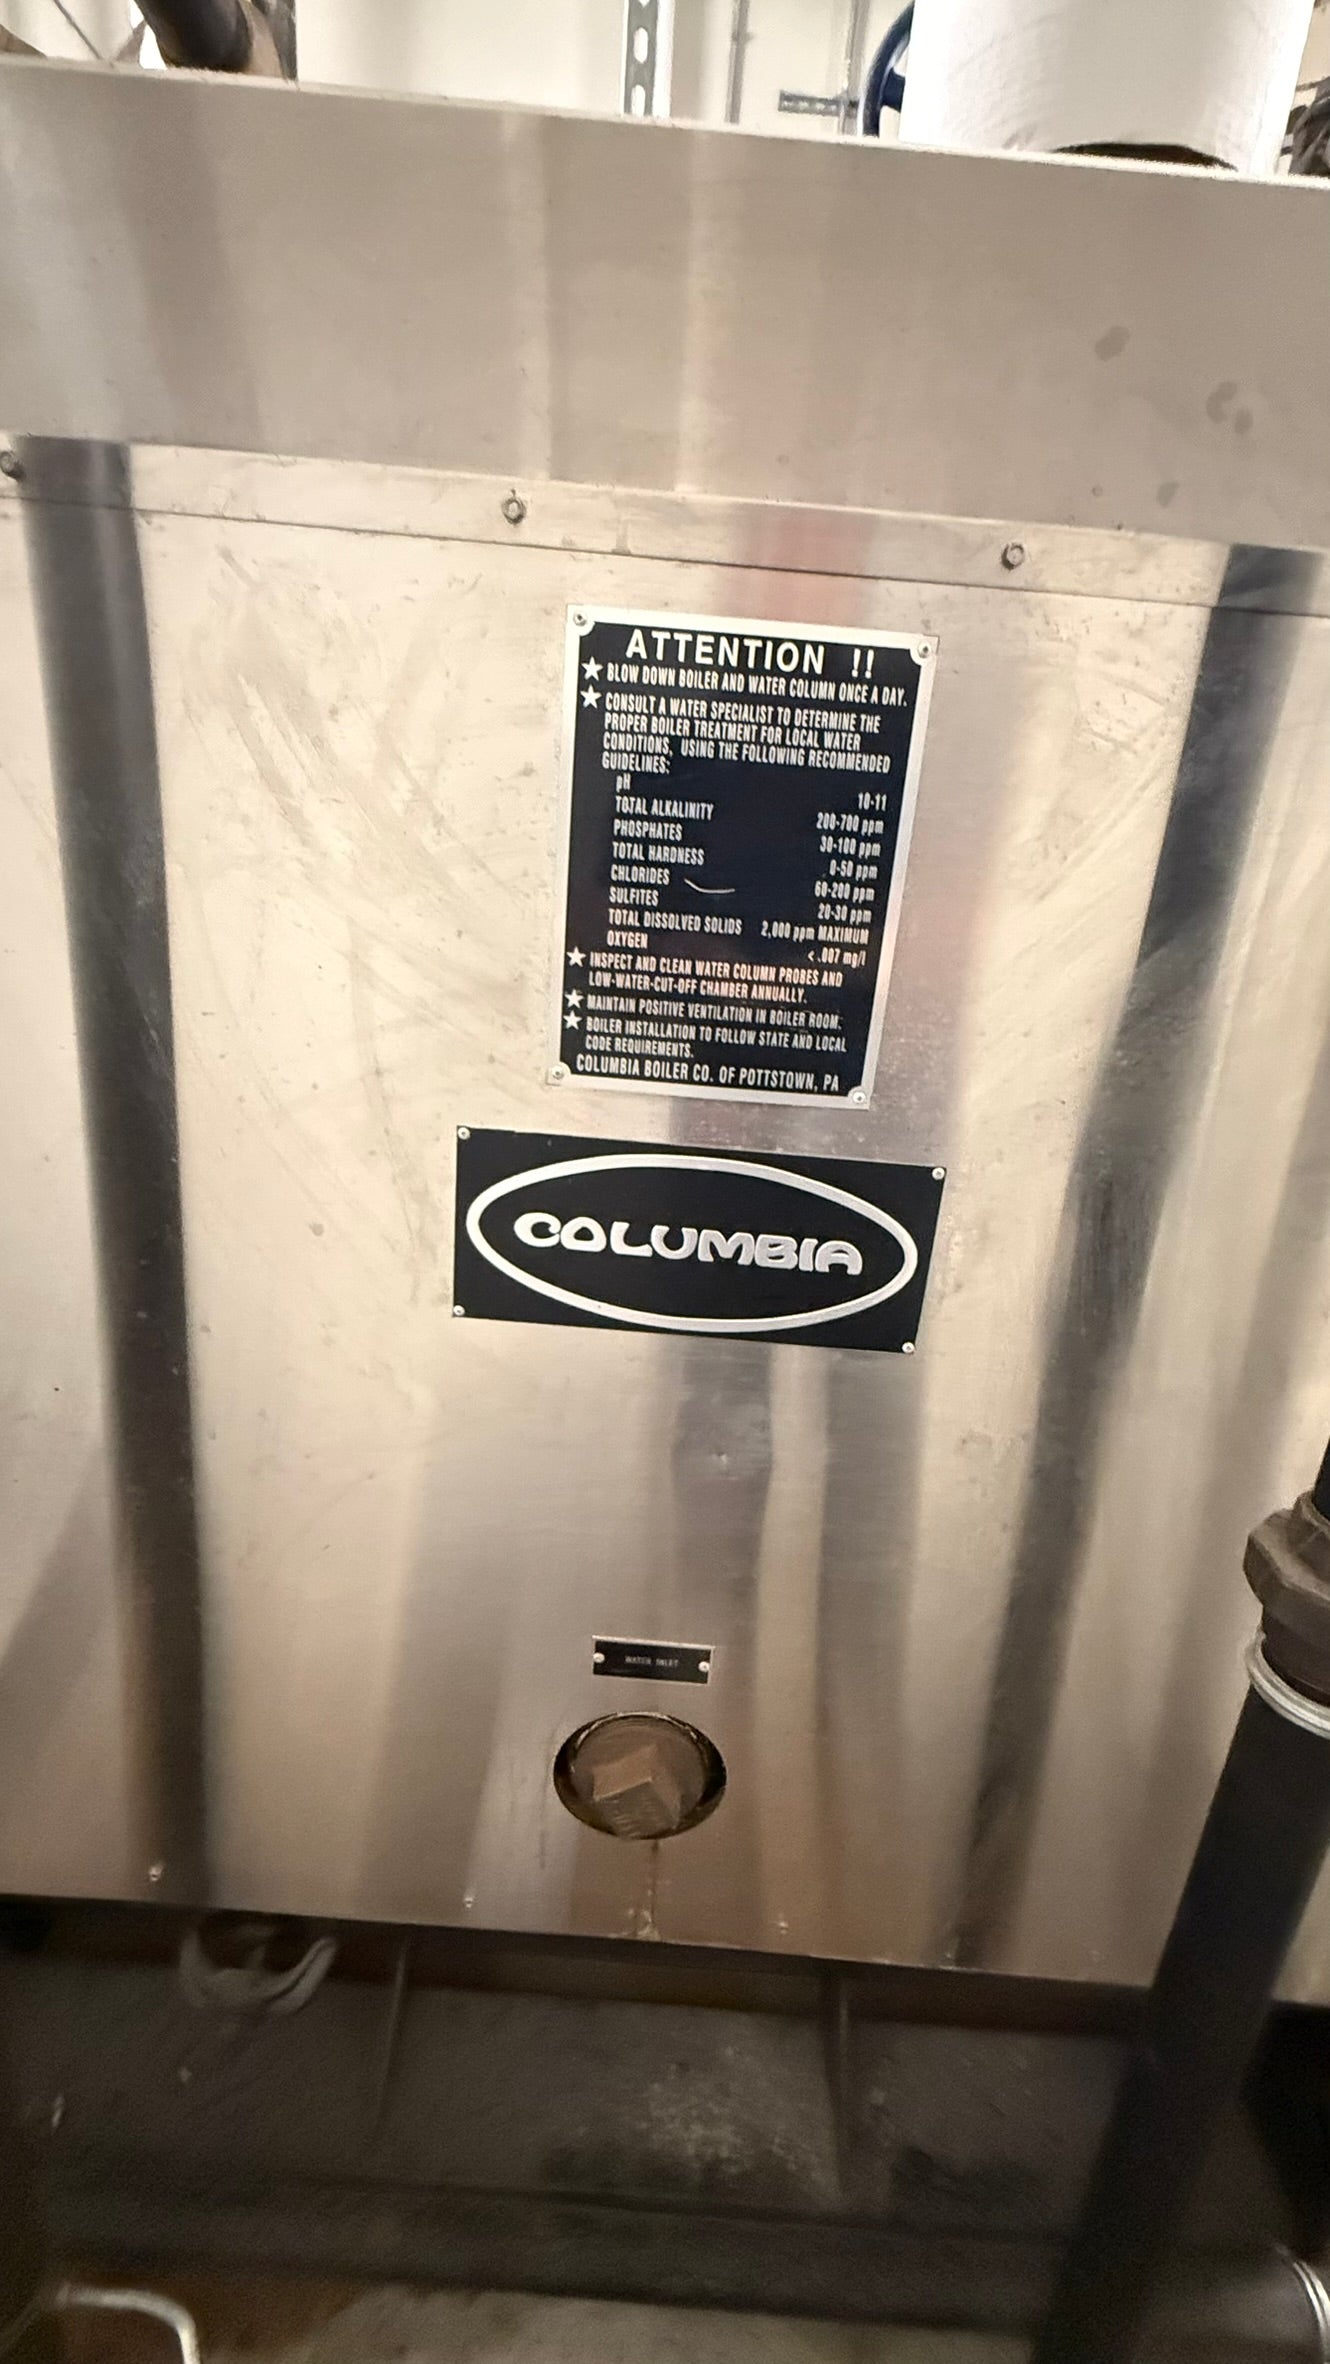 ATTENTION !!
★ BLOW DOWN BOILER AND WATER COLUMN ONCE A DAY.
★ CONSULT A WATER SPECIALIST TO DETERMINE THE
PROPER BOILER TREATMENT FOR LOCAL WATER
CONDITIONS, USING THE FOLLOWING RECOMMENDED
GUIDELINES:
pH 10-11
TOTAL ALKALINITY 200-700 ppm
PHOSPHATES 30-100 ppm
TOTAL HARDNESS 0-50 ppm
CHLORIDES 60-200 ppm
SULFITES 20-30 ppm
TOTAL DISSOLVED SOLIDS 2,000 ppm MAXIMUM
OXYGEN <.007 mg/l
★ INSPECT AND CLEAN WATER COLUMN PROBES AND
LOW-WATER-CUT-OFF CHAMBER ANNUALLY.
★ MAINTAIN POSITIVE VENTILATION IN BOILER ROOM.
★ BOILER INSTALLATION TO FOLLOW STATE AND LOCAL
CODE REQUIREMENTS.
COLUMBIA BOILER CO. OF POTTSTOWN, PA
COLUMBIA
WATER INLET